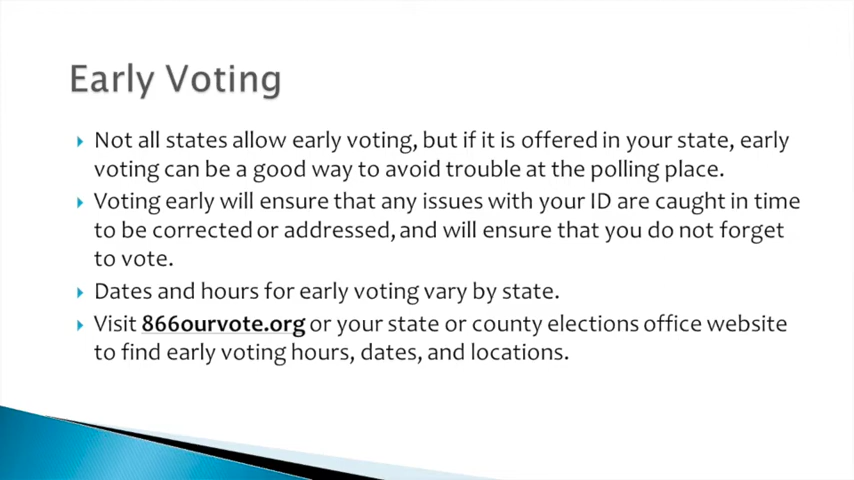 Early Voting
Not all states allow early voting, but if it is offered in your state, early
voting can be a good way to avoid trouble at the polling place.
Voting early will ensure that any issues with your ID are caught in time
to be corrected or addressed, and will ensure that you do not forget
to vote.
Dates and hours for early voting vary by state.
Visit 866ourvote.org or your state or county elections office website
to find early voting hours, dates, and locations.